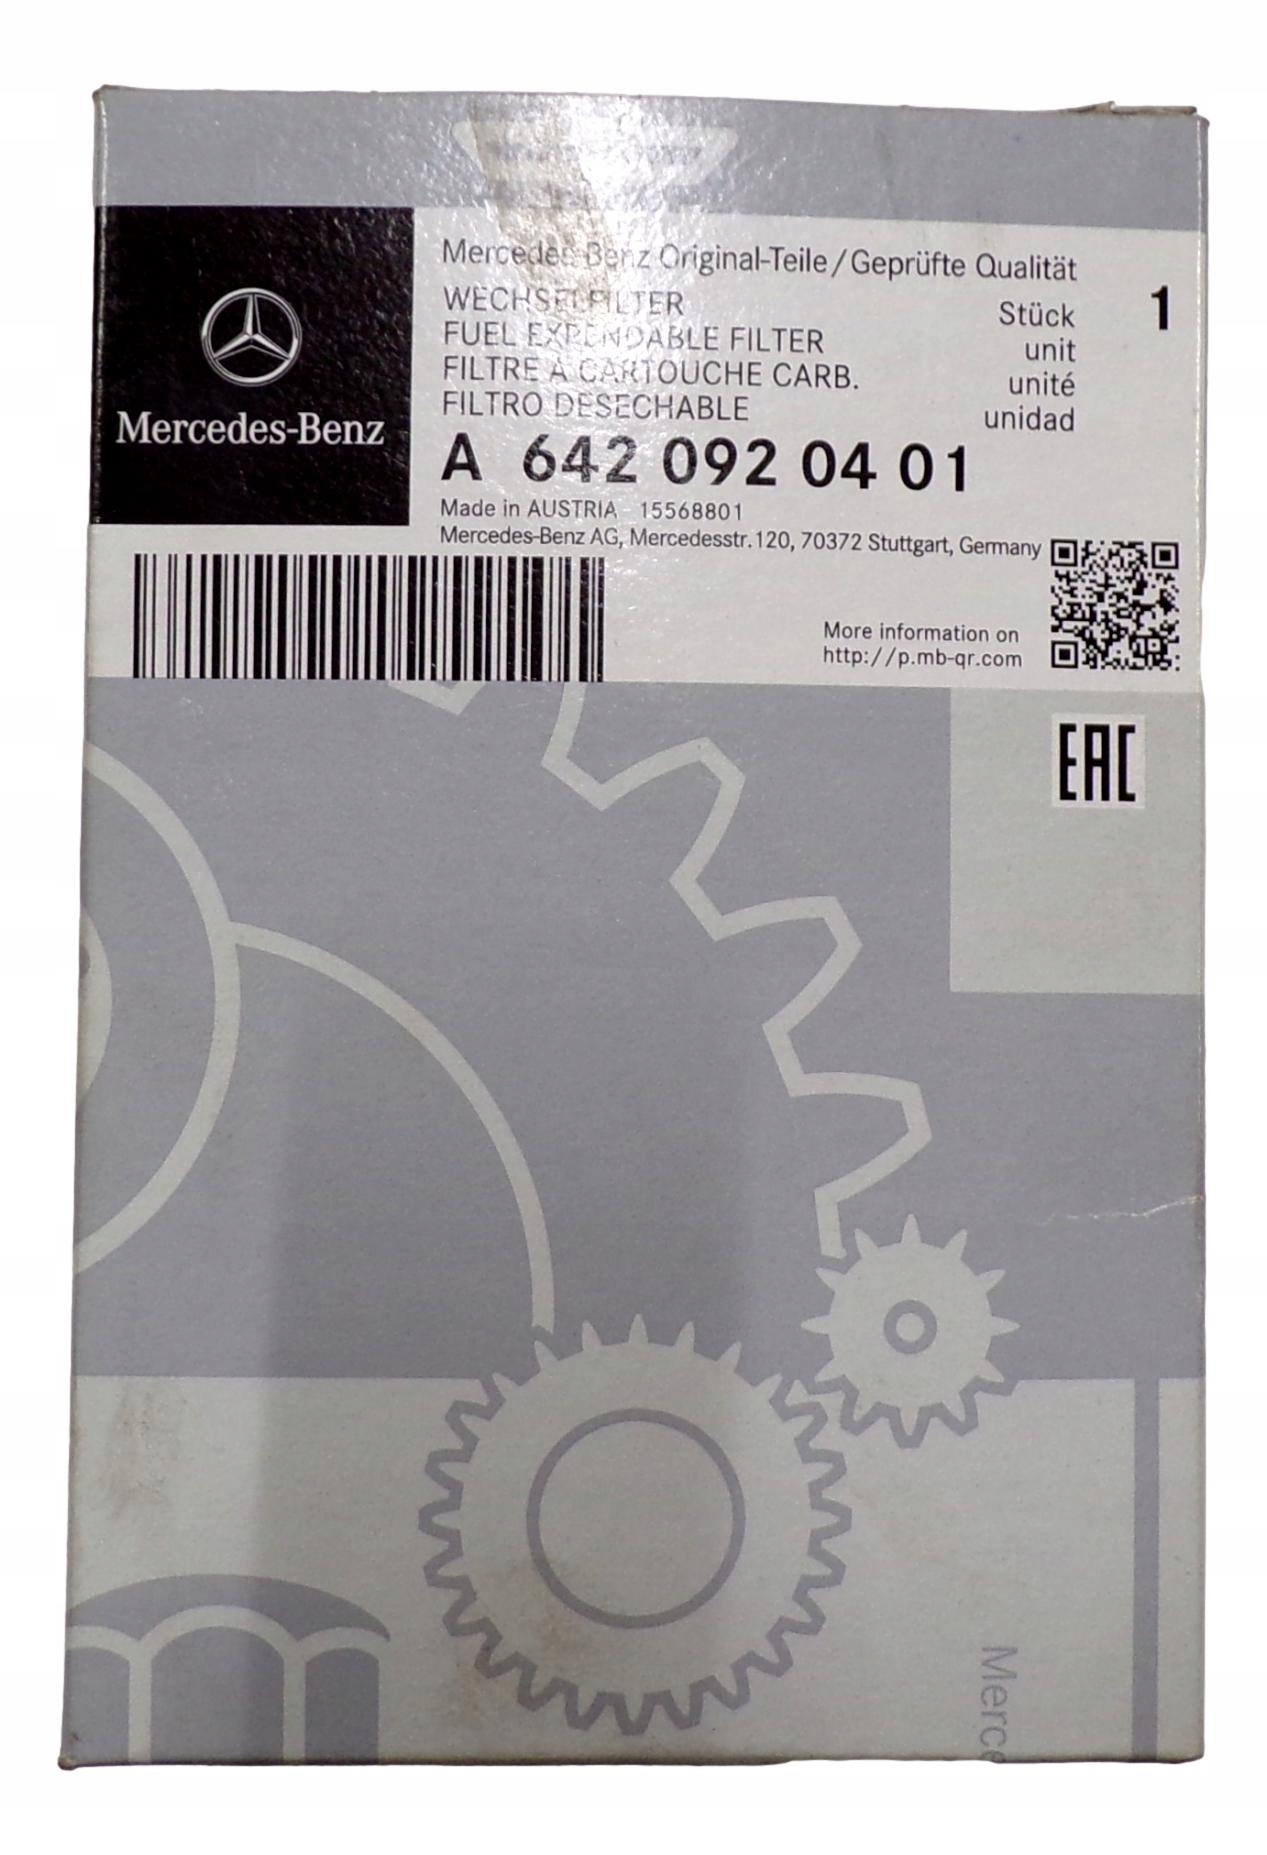 Mercedes-Benz
Mercedes-Benz Original-Teile/Geprüfte Qualität
WECHSELFILTER Stück 1
FUEL EXPENDABLE FILTER unit
FILTRE A CARTOUCHE CARB. unité
FILTRO DESECHABLE unidad
A 642 092 04 01
Made in AUSTRIA 15568801
Mercedes-Benz AG, Mercedesstr.120, 70372 Stuttgart, Germany
More information on
http://p.mb-qr.com
EAC
Merce